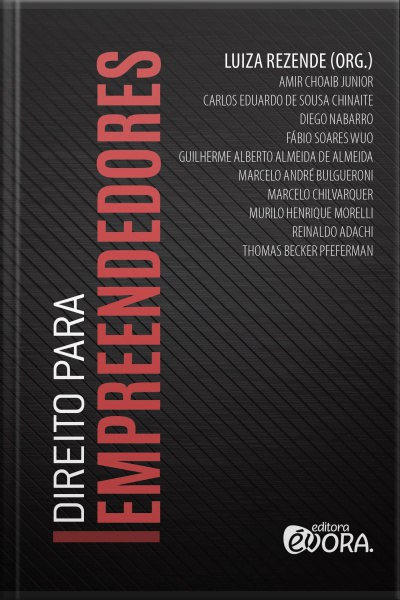 LUIZA REZENDE (ORG.)
AMIR CHOAIB JUNIOR
CARLOS EDUARDO DE SOUSA CHINAITE
DIEGO NABARRO
FÁBIO SOARES WUO
GUILHERME ALBERTO ALMEIDA DE ALMEIDA
MARCELO ANDRÉ BULGUERONI
MARCELO CHILVARQUER
MURILO HENRIQUE MORELLI
REINALDO ADACHI
THOMAS BECKER PFEFERMAN
DIREITO PARA
EMPREENDEDORES
editora
éVORA.